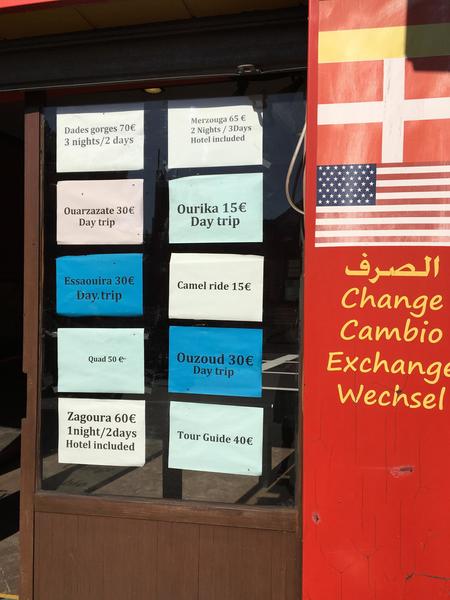 Dades gorges 70€
3 nights/2 days
Merzouga 65 €
2 Nights / 3Days
Hotel included
Ouarzazate 30€
Day trip
Ourika 15€
Day trip
Essaouira 30€
Day. trip
Camel ride 15€
Quad 50 €
Ouzoud 30€
Day trip
Zagoura 60€
1night/2days
Hotel included
Tour Guide 40€
الصرف
Change
Cambio
Exchange
Wechsel